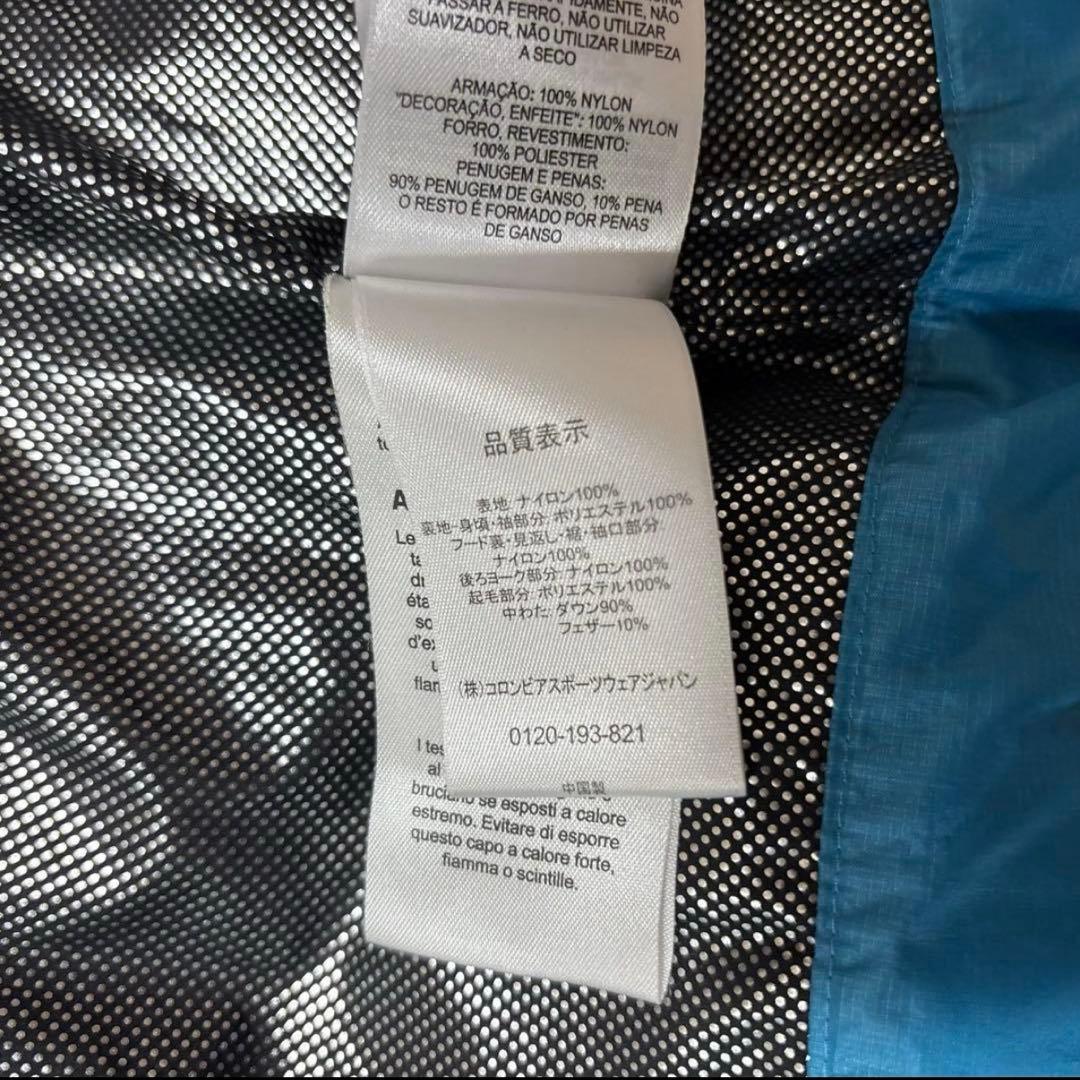 RAPIDAMENTE, NÃO
PASSAR A FERRO, NÃO UTILIZAR
SUAVIZADOR, NÃO UTILIZAR LIMPEZA
A SECO
ARMAÇÃO: 100% NYLON
"DECORAÇÃO, ENFEITE": 100% NYLON
FORRO, REVESTIMENTO:
100% POLIESTER
PENUGEM E PENAS:
90% PENUGEM DE GANSO, 10% PENA
O RESTO É FORMADO POR PENAS
DE GANSO
品質表示
表地 ナイロン100%
裏地-身頃・袖部分 ポリエステル100%
フード裏・見返し・裾・袖口部分
ナイロン100%
後ろヨーク部分 ナイロン100%
起毛部分 ポリエステル100%
中わた ダウン90%
フェザー10%
(株)コロンビアスポーツウェアジャパン
0120-193-821
中国製
A
Le
d'ex
I tes
al
se esposti a calore
estremo. Evitare di esporre
questo capo a calore forte,
fiamma o scintille.